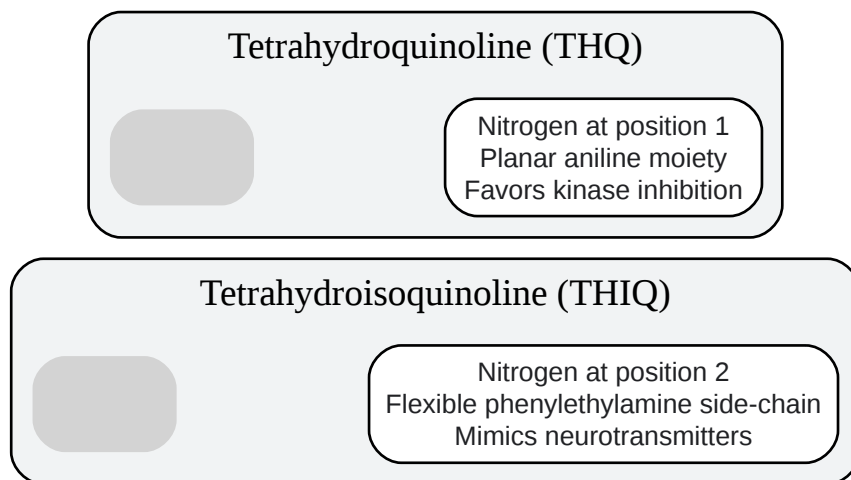 Tetrahydroquinoline (THQ)
Nitrogen at position 1
Planar aniline moiety
Favors kinase inhibition
Tetrahydroisoquinoline (THIQ)
Nitrogen at position 2
Flexible phenylethylamine side-chain
Mimics neurotransmitters